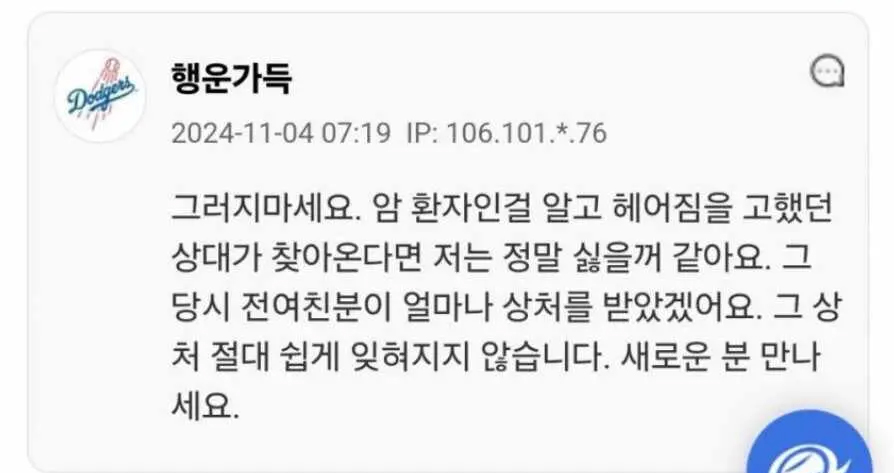 Dodgers
행운가득
2024-11-04 07:19 IP: 106.101.*.76
그러지마세요. 암 환자인걸 알고 헤어짐을 고했던
상대가 찾아온다면 저는 정말 싫을꺼 같아요. 그
당시 전여친분이 얼마나 상처를 받았겠어요. 그 상
처 절대 쉽게 잊혀지지 않습니다. 새로운 분 만나
세요.